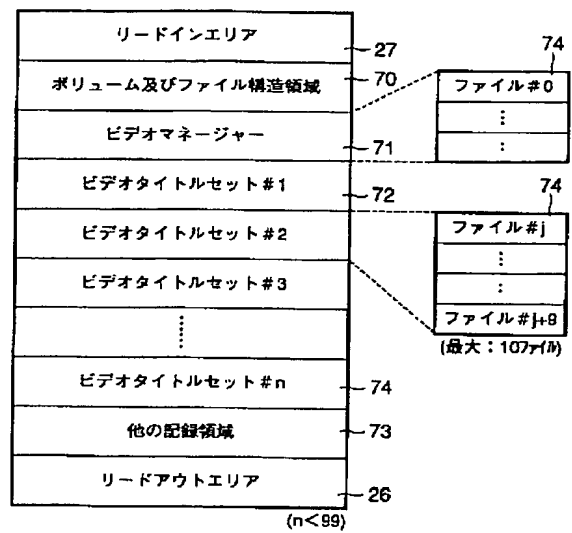 リードインエリア
27
ボリューム及びファイル構造領域
70
ビデオマネージャー
71
ビデオタイトルセット#1
72
ビデオタイトルセット#2
ビデオタイトルセット#3
ビデオタイトルセット#n
74
他の記録領域
73
リードアウトエリア
26
(n<99)
74
ファイル#0
74
ファイル#j
ファイル#j+9
(最大：10ファイル)